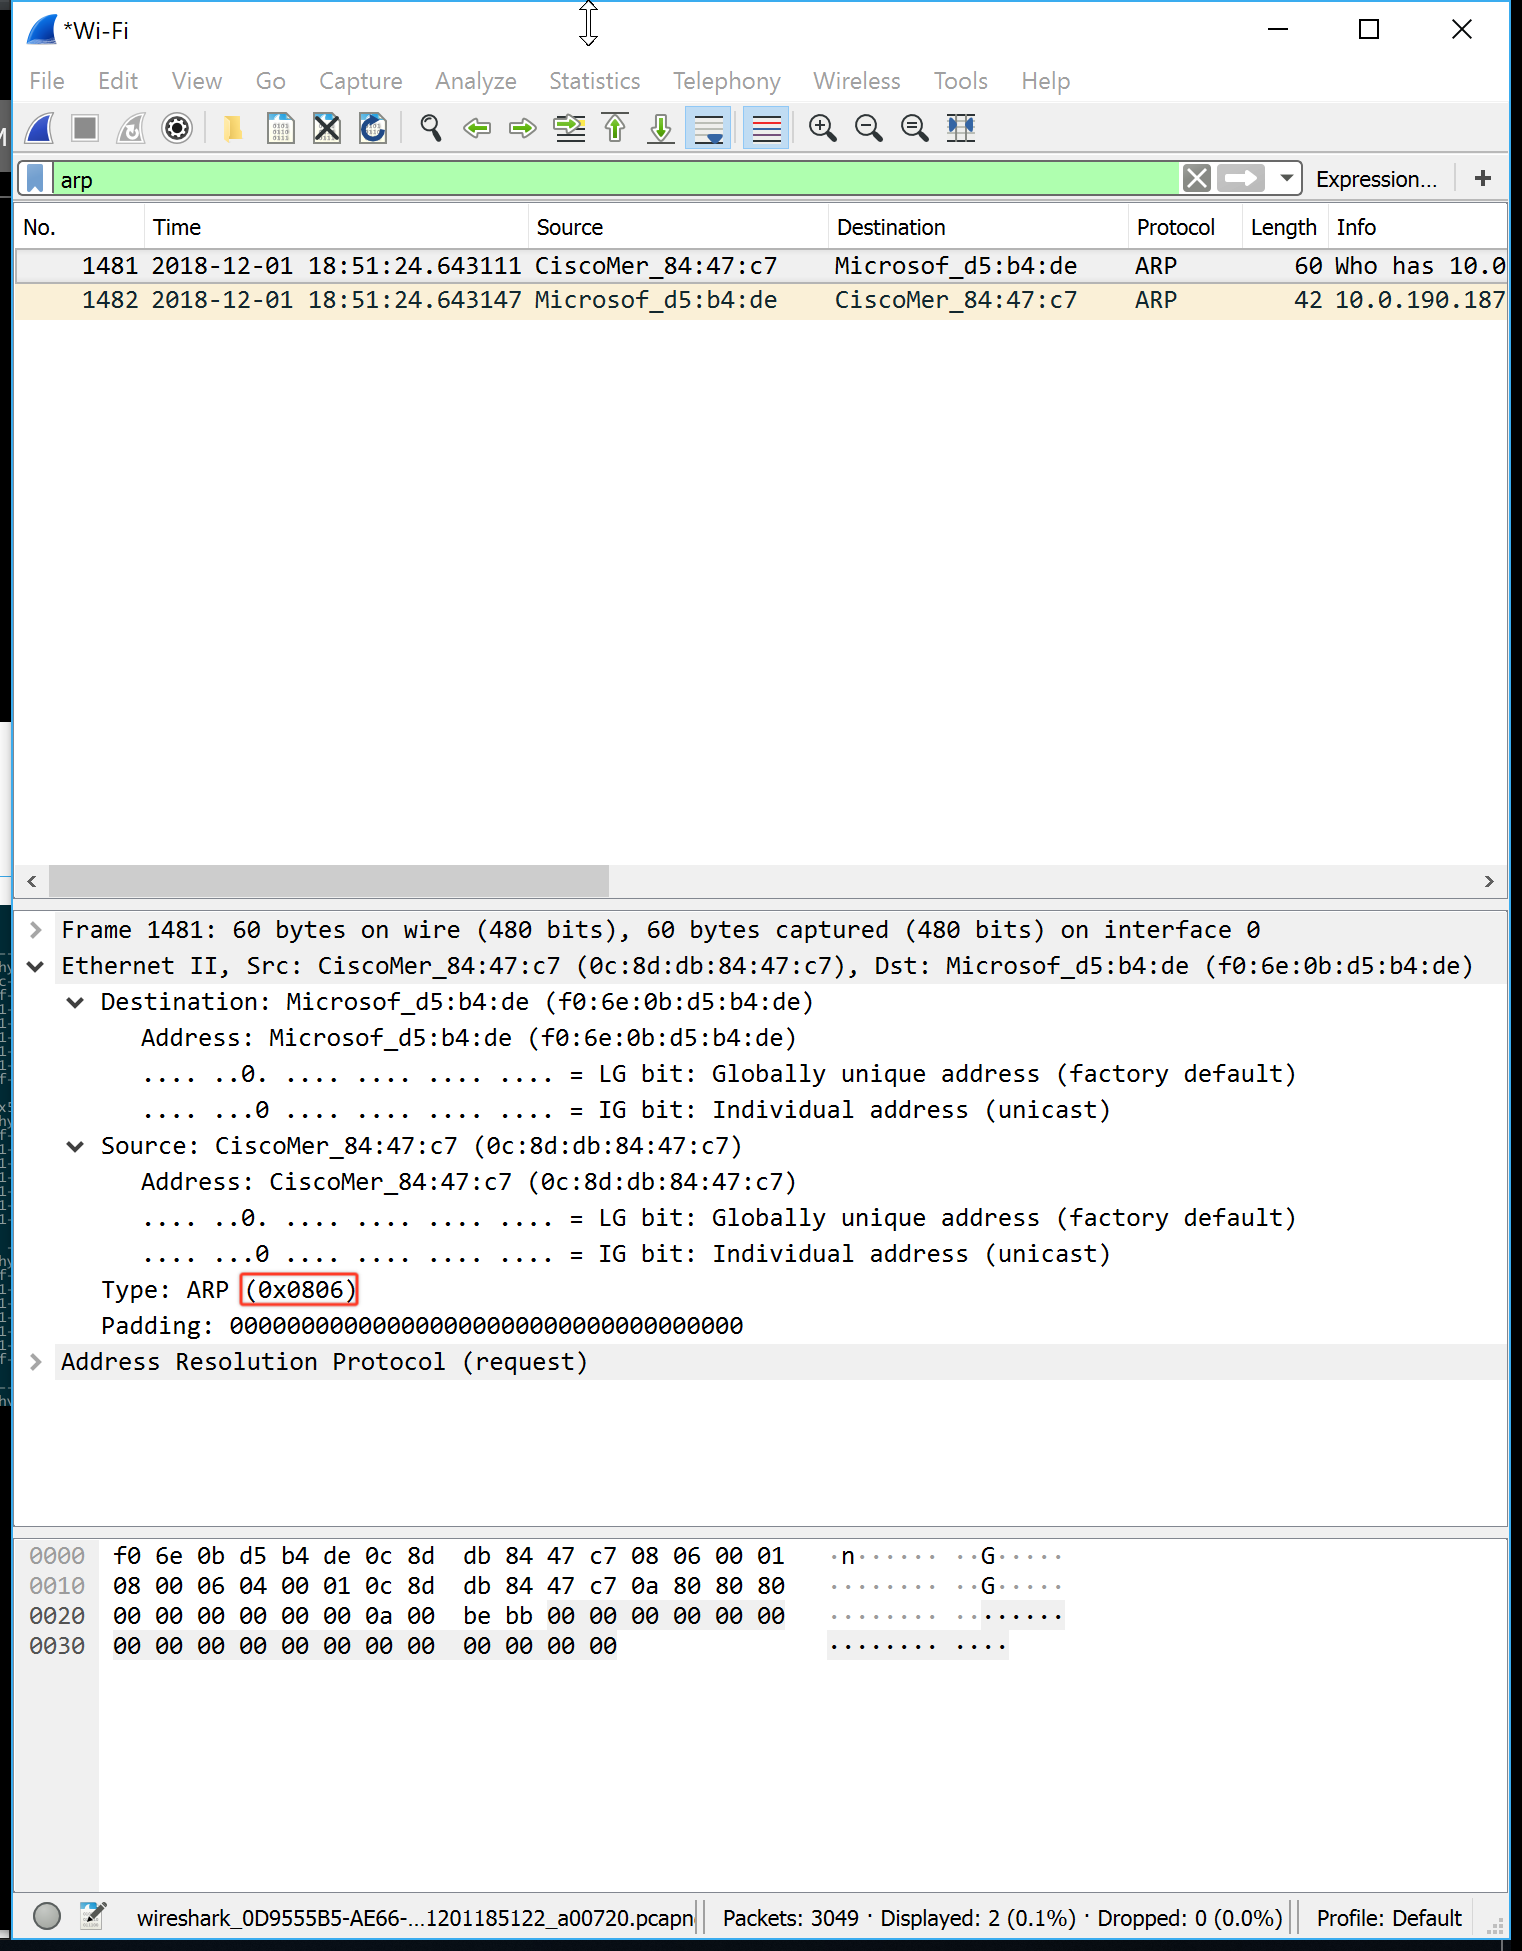 *Wi-Fi
File Edit View Go Capture Analyze Statistics Telephony Wireless Tools Help
arp Expression... +
No. Time Source Destination Protocol Length Info
1481 2018-12-01 18:51:24.643111 CiscoMer_84:47:c7 Microsof_d5:b4:de ARP 60 Who has 10.0
1482 2018-12-01 18:51:24.643147 Microsof_d5:b4:de CiscoMer_84:47:c7 ARP 42 10.0.190.187
Frame 1481: 60 bytes on wire (480 bits), 60 bytes captured (480 bits) on interface 0
Ethernet II, Src: CiscoMer_84:47:c7 (0c:8d:db:84:47:c7), Dst: Microsof_d5:b4:de (f0:6e:0b:d5:b4:de)
Destination: Microsof_d5:b4:de (f0:6e:0b:d5:b4:de)
Address: Microsof_d5:b4:de (f0:6e:0b:d5:b4:de)
.... ..0. .... .... .... .... = LG bit: Globally unique address (factory default)
.... ...0 .... .... .... .... = IG bit: Individual address (unicast)
Source: CiscoMer_84:47:c7 (0c:8d:db:84:47:c7)
Address: CiscoMer_84:47:c7 (0c:8d:db:84:47:c7)
.... ..0. .... .... .... .... = LG bit: Globally unique address (factory default)
.... ...0 .... .... .... .... = IG bit: Individual address (unicast)
Type: ARP (0x0806)
Padding: 000000000000000000000000000000000000
Address Resolution Protocol (request)
0000 f0 6e 0b d5 b4 de 0c 8d db 84 47 c7 08 06 00 01 ·n······ ··G·····
0010 08 00 06 04 00 01 0c 8d db 84 47 c7 0a 80 80 80 ········ ··G·····
0020 00 00 00 00 00 00 0a 00 be bb 00 00 00 00 00 00 ········ ········
0030 00 00 00 00 00 00 00 00 00 00 00 00 ········ ····
wireshark_0D9555B5-AE66-...1201185122_a00720.pcapn Packets: 3049 · Displayed: 2 (0.1%) · Dropped: 0 (0.0%) Profile: Default